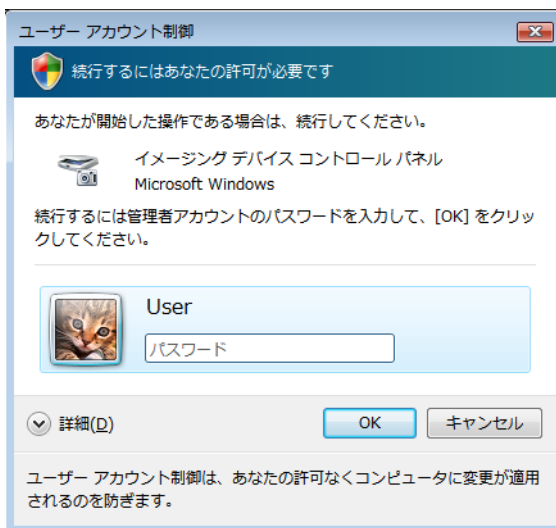 ユーザー アカウント制御
続行するにはあなたの許可が必要です
あなたが開始した操作である場合は、続行してください。
イメージング デバイス コントロール パネル
Microsoft Windows
続行するには管理者アカウントのパスワードを入力して、[OK] をクリッ
クしてください。
User
パスワード
詳細(D)
OK
キャンセル
ユーザー アカウント制御は、あなたの許可なくコンピュータに変更が適用
されるのを防ぎます。